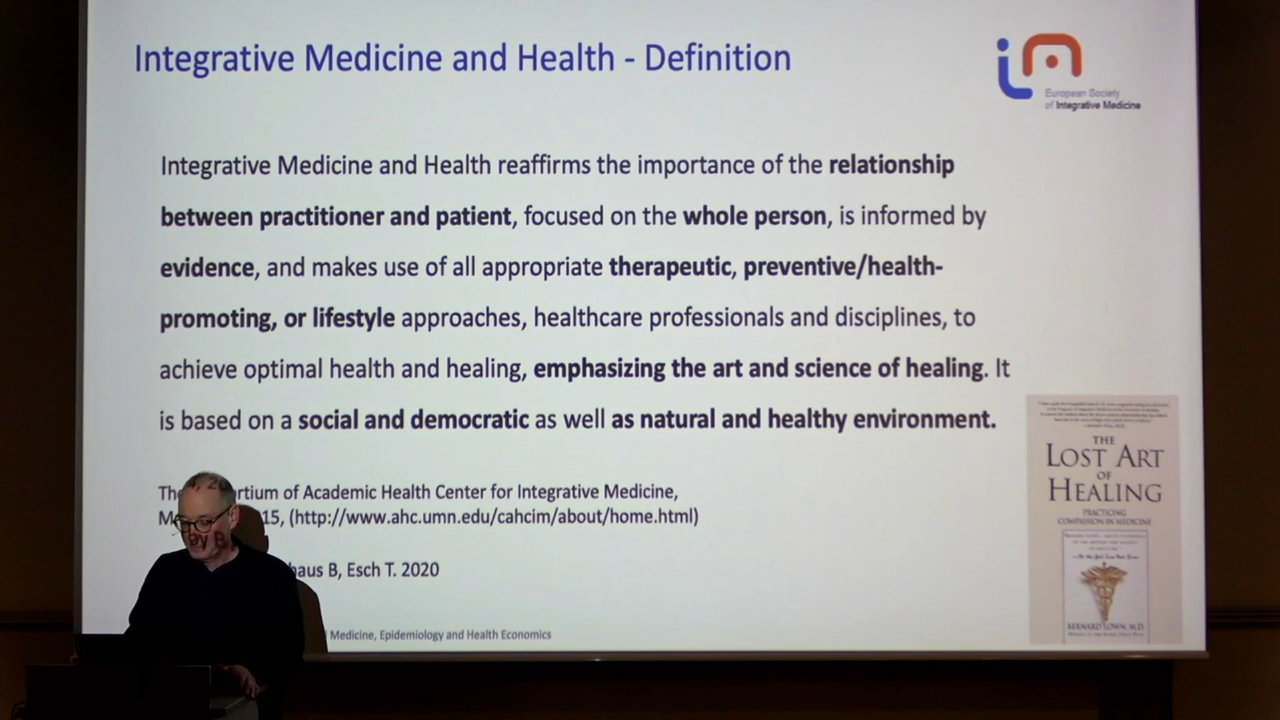 Integrative Medicine and Health - Definition
European Society
of Integrative Medicine
Integrative Medicine and Health reaffirms the importance of the relationship
between practitioner and patient, focused on the whole person, is informed by
evidence, and makes use of all appropriate therapeutic, preventive/health-
promoting, or lifestyle approaches, healthcare professionals and disciplines, to
achieve optimal health and healing, emphasizing the art and science of healing. It
is based on a social and democratic as well as natural and healthy environment.
The rtium of Academic Health Center for Integrative Medicine,
15, (http://www.ahc.umn.edu/cahcim/about/home.html)
haus B, Esch T. 2020
Medicine, Epidemiology and Health Economics
THE
LOST ART
OF
HEALING
PRACTICING
COMPASSION IN MEDICINE
BERNARD LOWN, M.D.